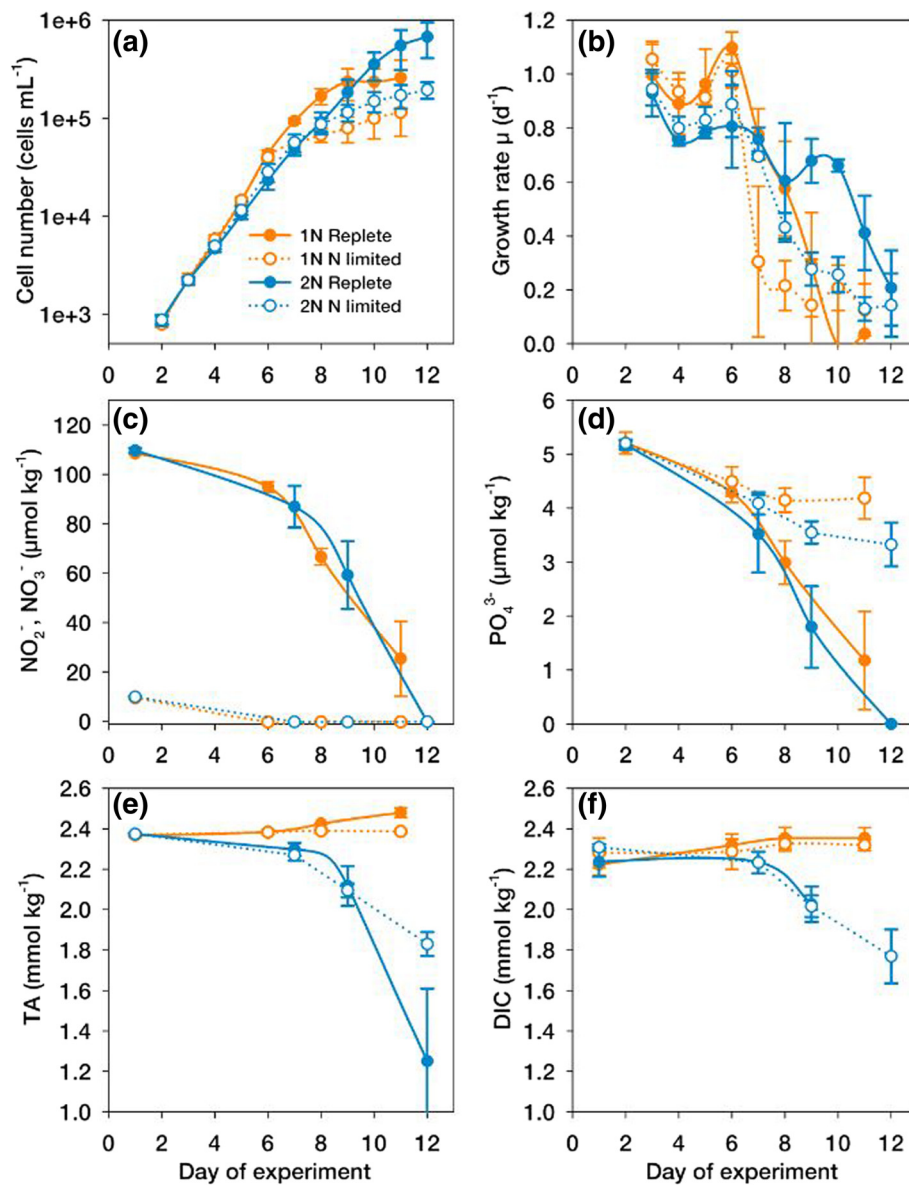 (a)
Cell number (cells mL⁻¹)
1e+6
1e+5
1e+4
1e+3
1N Replete
1N N limited
2N Replete
2N N limited
0 2 4 6 8 10 12
(b)
Growth rate μ (d⁻¹)
1.2
1.0
0.8
0.6
0.4
0.2
0.0
0 2 4 6 8 10 12
(c)
NO₂⁻, NO₃⁻ (μmol kg⁻¹)
120
100
80
60
40
20
0
0 2 4 6 8 10 12
(d)
PO₄³⁻ (μmol kg⁻¹)
6
5
4
3
2
1
0
0 2 4 6 8 10 12
(e)
TA (mmol kg⁻¹)
2.6
2.4
2.2
2.0
1.8
1.6
1.4
1.2
1.0
0 2 4 6 8 10 12
Day of experiment
(f)
DIC (mmol kg⁻¹)
2.6
2.4
2.2
2.0
1.8
1.6
1.4
1.2
1.0
0 2 4 6 8 10 12
Day of experiment